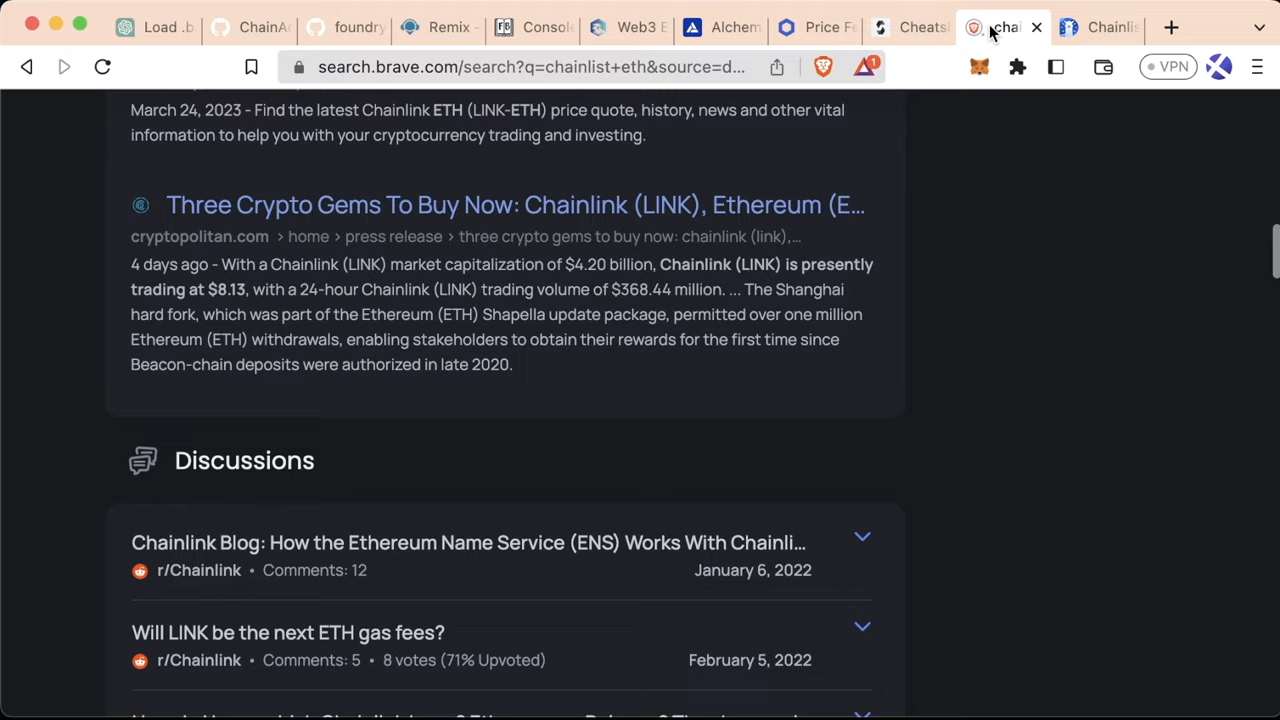 Load .b
ChainA
foundry
Remix -
Console
Web3 E
Alchem
Price Fe
Cheats
chai
Chainlis
search.brave.com/search?q=chainlist+eth&source=d...
1
VPN
March 24, 2023 - Find the latest Chainlink ETH (LINK-ETH) price quote, history, news and other vital
information to help you with your cryptocurrency trading and investing.
Three Crypto Gems To Buy Now: Chainlink (LINK), Ethereum (E...
cryptopolitan.com › home › press release › three crypto gems to buy now: chainlink (link),...
4 days ago - With a Chainlink (LINK) market capitalization of $4.20 billion, Chainlink (LINK) is presently
trading at $8.13, with a 24-hour Chainlink (LINK) trading volume of $368.44 million. ... The Shanghai
hard fork, which was part of the Ethereum (ETH) Shapella update package, permitted over one million
Ethereum (ETH) withdrawals, enabling stakeholders to obtain their rewards for the first time since
Beacon-chain deposits were authorized in late 2020.
Discussions
Chainlink Blog: How the Ethereum Name Service (ENS) Works With Chainli...
r/Chainlink • Comments: 12
January 6, 2022
Will LINK be the next ETH gas fees?
r/Chainlink • Comments: 5 • 8 votes (71% Upvoted)
February 5, 2022